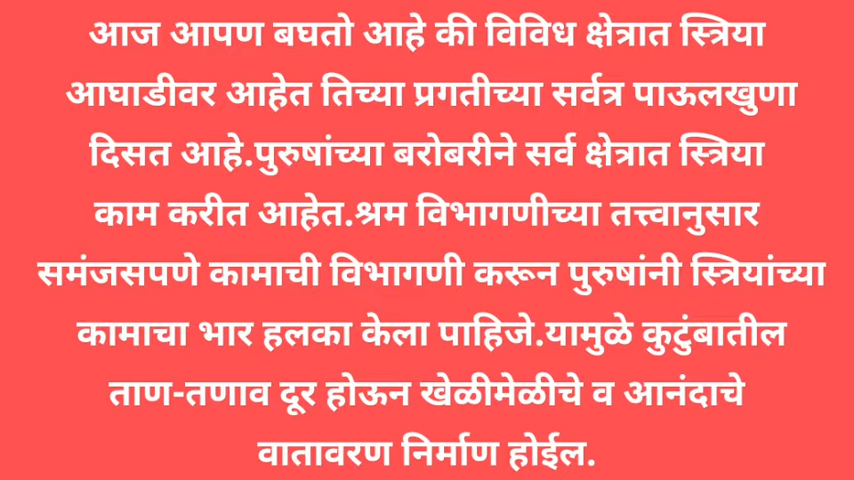 आज आपण बघतो आहे की विविध क्षेत्रात स्त्रिया
आघाडीवर आहेत तिच्या प्रगतीच्या सर्वत्र पाऊलखुणा
दिसत आहे.पुरुषांच्या बरोबरीने सर्व क्षेत्रात स्त्रिया
काम करीत आहेत.श्रम विभागणीच्या तत्त्वानुसार
समंजसपणे कामाची विभागणी करून पुरुषांनी स्त्रियांच्या
कामाचा भार हलका केला पाहिजे.यामुळे कुटुंबातील
ताण-तणाव दूर होऊन खेळीमेळीचे व आनंदाचे
वातावरण निर्माण होईल.